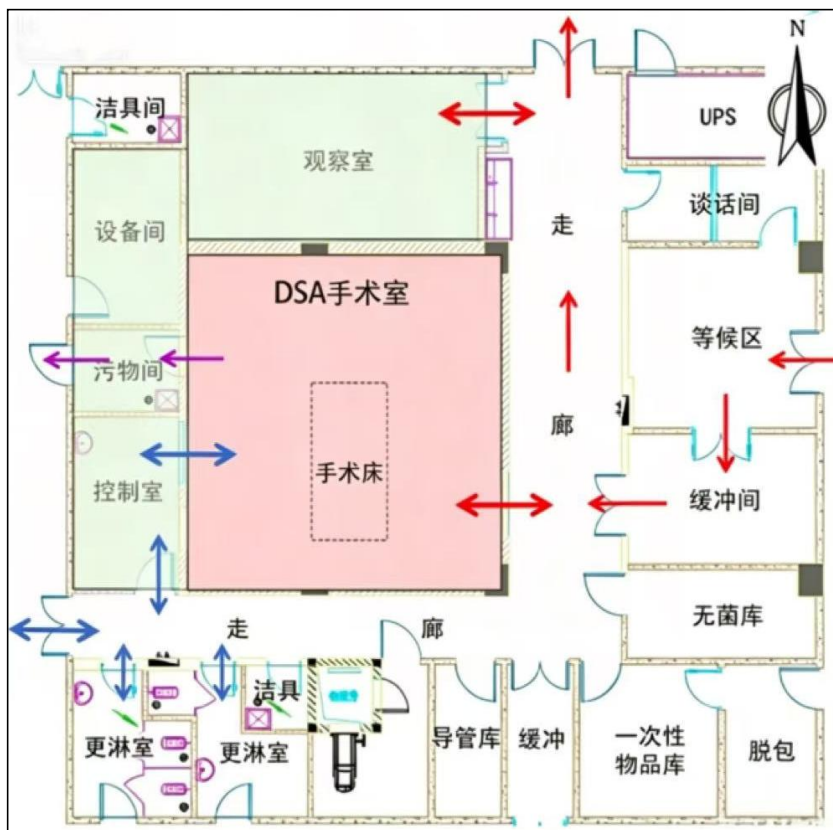 N
洁具间
观察室
UPS
谈话间
设备间
走
DSA手术室
等候区
污物间
廊
手术床
控制室
缓冲间
无菌库
走
廊
洁具
更淋室
更淋室
导管库
缓冲
一次性
物品库
脱包